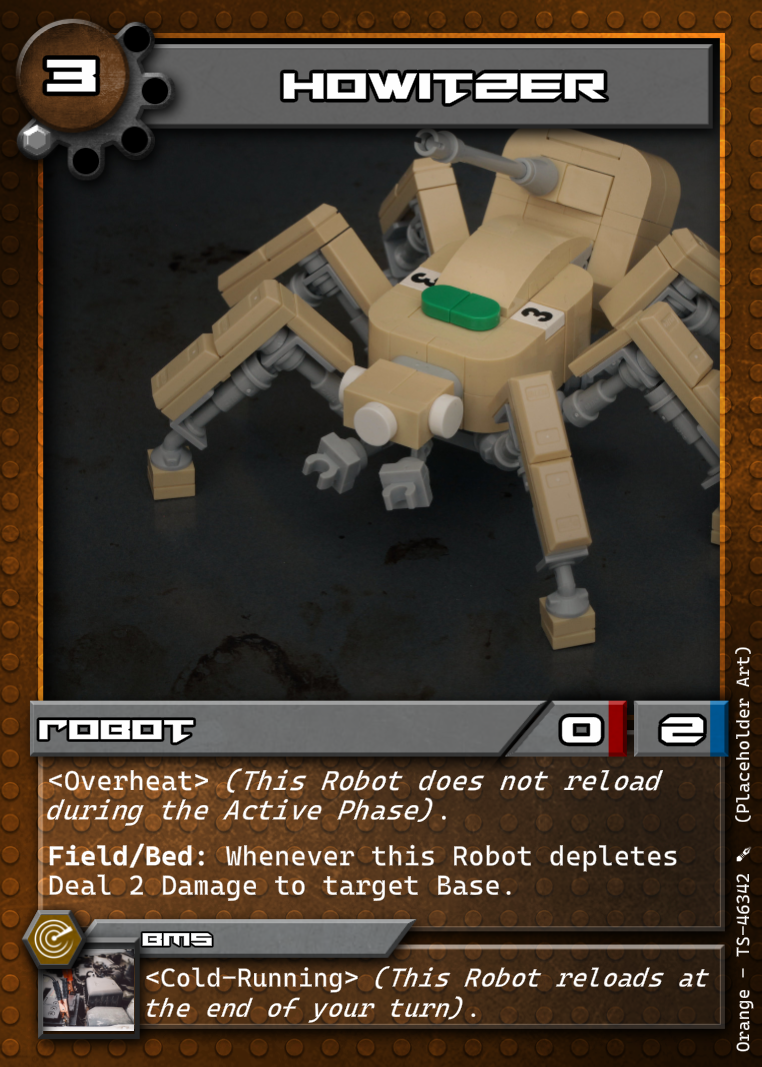 3
HOWITZER
3
3
ROBOT
0
2
<Overheat> (This Robot does not reload
during the Active Phase).
Field/Bed: Whenever this Robot depletes
Deal 2 Damage to target Base.
BMS
<Cold-Running> (This Robot reloads at
the end of your turn).
Orange - TS-46342 ✒ (Placeholder Art)